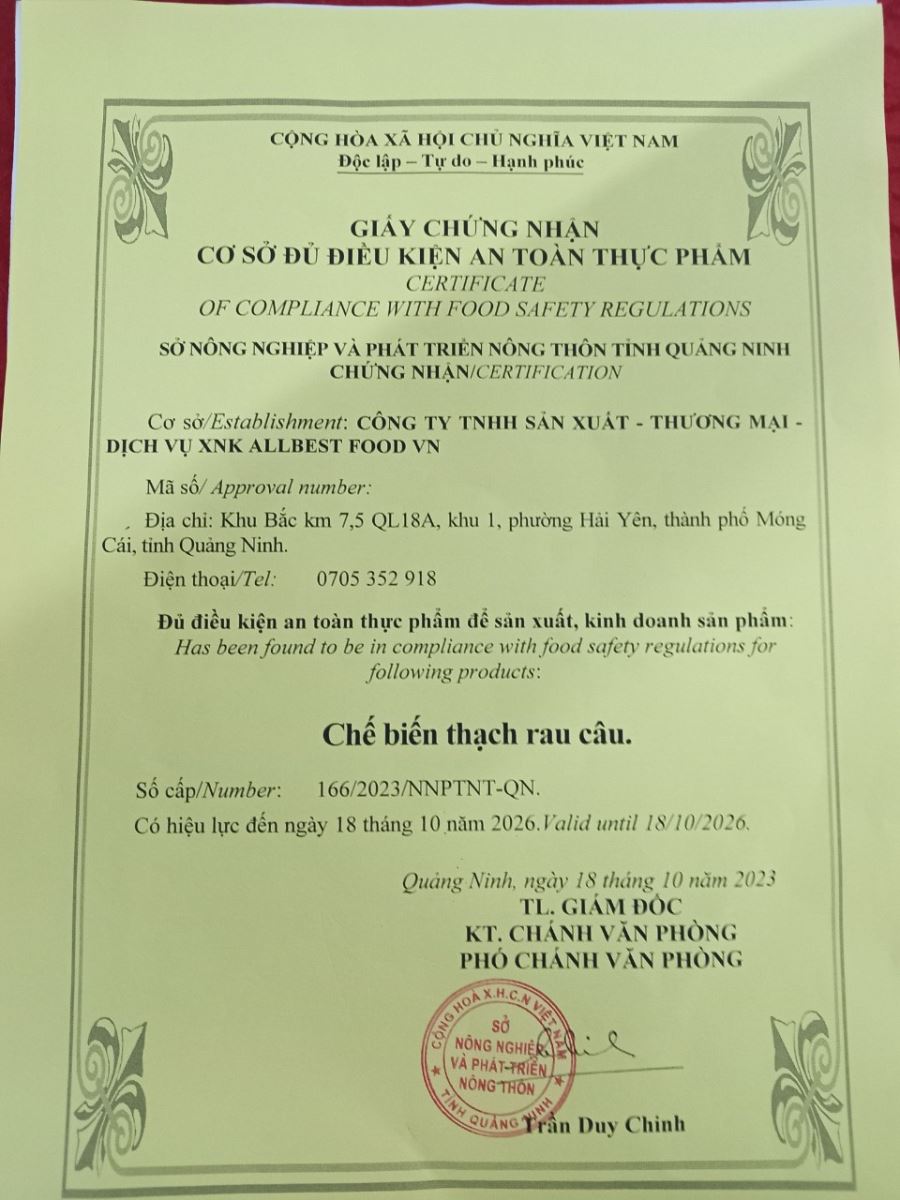 CỘNG HÒA XÃ HỘI CHỦ NGHĨA VIỆT NAM
Độc lập – Tự do – Hạnh phúc
GIẤY CHỨNG NHẬN
CƠ SỞ ĐỦ ĐIỀU KIỆN AN TOÀN THỰC PHẨM
CERTIFICATE
OF COMPLIANCE WITH FOOD SAFETY REGULATIONS
SỞ NÔNG NGHIỆP VÀ PHÁT TRIỂN NÔNG THÔN TỈNH QUẢNG NINH
CHỨNG NHẬN/CERTIFICATION
Cơ sở/Establishment: CÔNG TY TNHH SẢN XUẤT - THƯƠNG MẠI -
DỊCH VỤ XNK ALLBEST FOOD VN
Mã số/ Approval number:
Địa chỉ: Khu Bắc km 7,5 QL18A, khu 1, phường Hải Yên, thành phố Móng
Cái, tỉnh Quảng Ninh.
Điện thoại/Tel: 0705 352 918
Đủ điều kiện an toàn thực phẩm để sản xuất, kinh doanh sản phẩm:
Has been found to be in compliance with food safety regulations for
following products:
Chế biến thạch rau câu.
Số cấp/Number: 166/2023/NNPTNT-QN.
Có hiệu lực đến ngày 18 tháng 10 năm 2026.Valid until 18/10/2026.
Quảng Ninh, ngày 18 tháng 10 năm 2023
TL. GIÁM ĐỐC
KT. CHÁNH VĂN PHÒNG
PHÓ CHÁNH VĂN PHÒNG
CỘNG HOÀ X.H.C.N VIỆT NAM
SỞ
NÔNG NGHIỆP
VÀ PHÁT TRIỂN
NÔNG THÔN
TỈNH QUẢNG NINH
Trần Duy Chinh